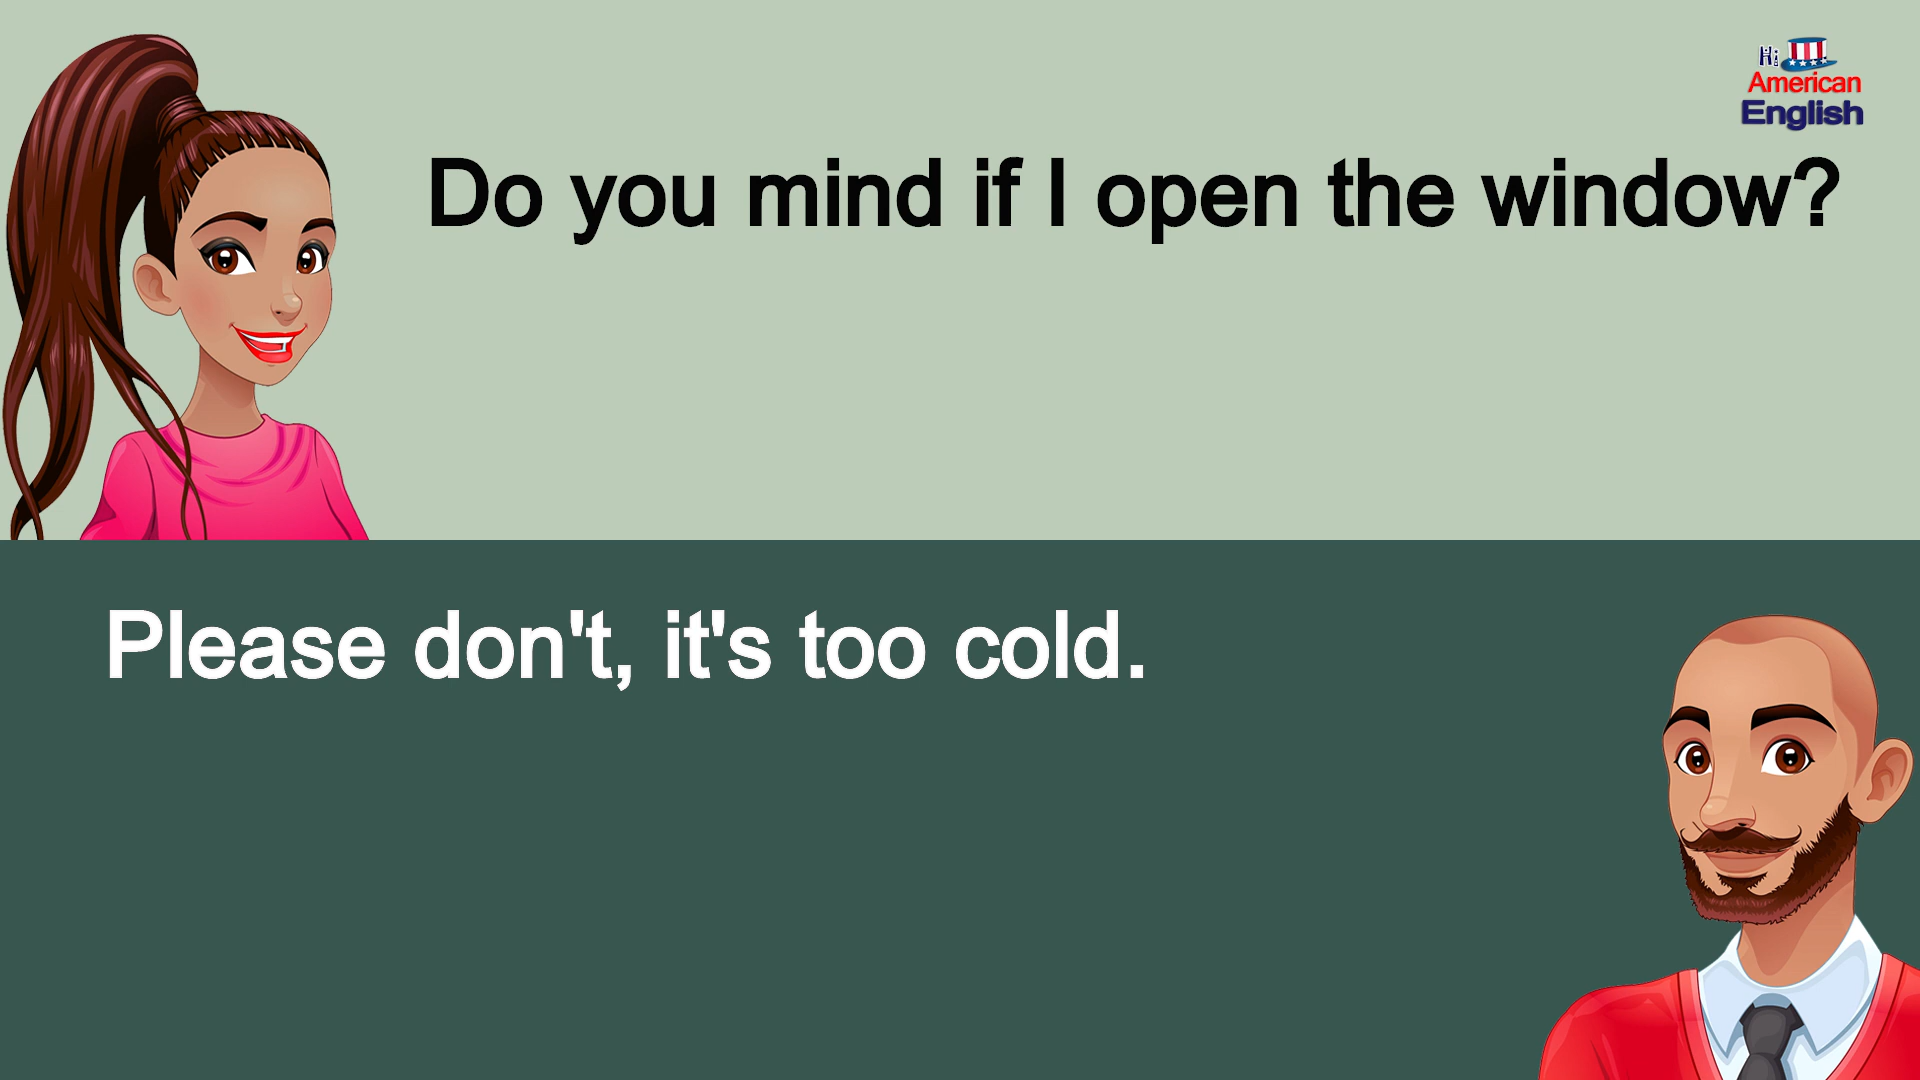 Hi
American
English
Do you mind if I open the window?
Please don't, it's too cold.